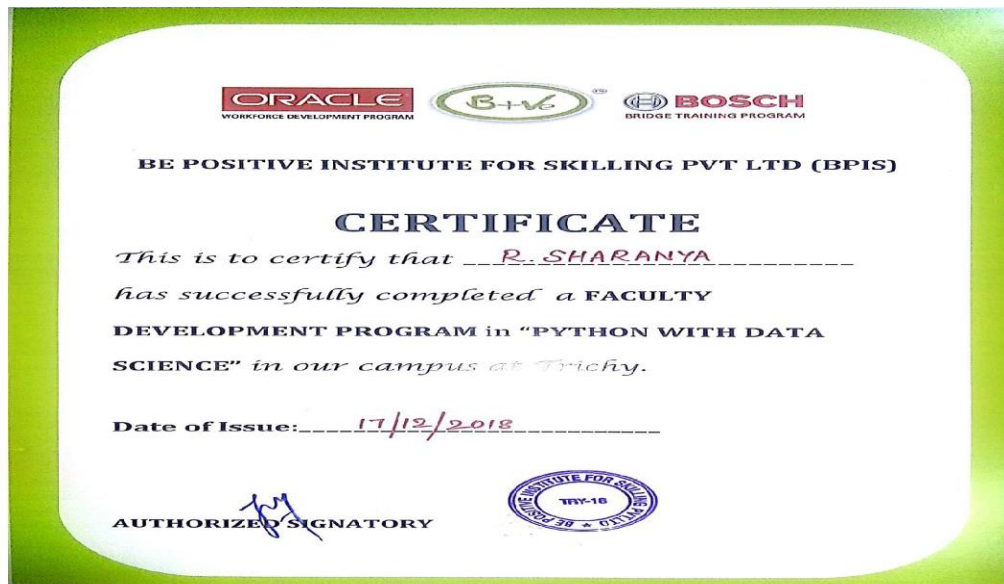 ORACLE
WORKFORCE DEVELOPMENT PROGRAM
B+Ve
BOSCH
BRIDGE TRAINING PROGRAM
BE POSITIVE INSTITUTE FOR SKILLING PVT LTD (BPIS)
CERTIFICATE
This is to certify that R. SHARANYA
has successfully completed a FACULTY
DEVELOPMENT PROGRAM in “PYTHON WITH DATA
SCIENCE” in our campus at Trichy.
Date of Issue: 17/12/2018
BE POSITIVE INSTITUTE FOR SKILLING PVT LTD
TRY-18
AUTHORIZED SIGNATORY